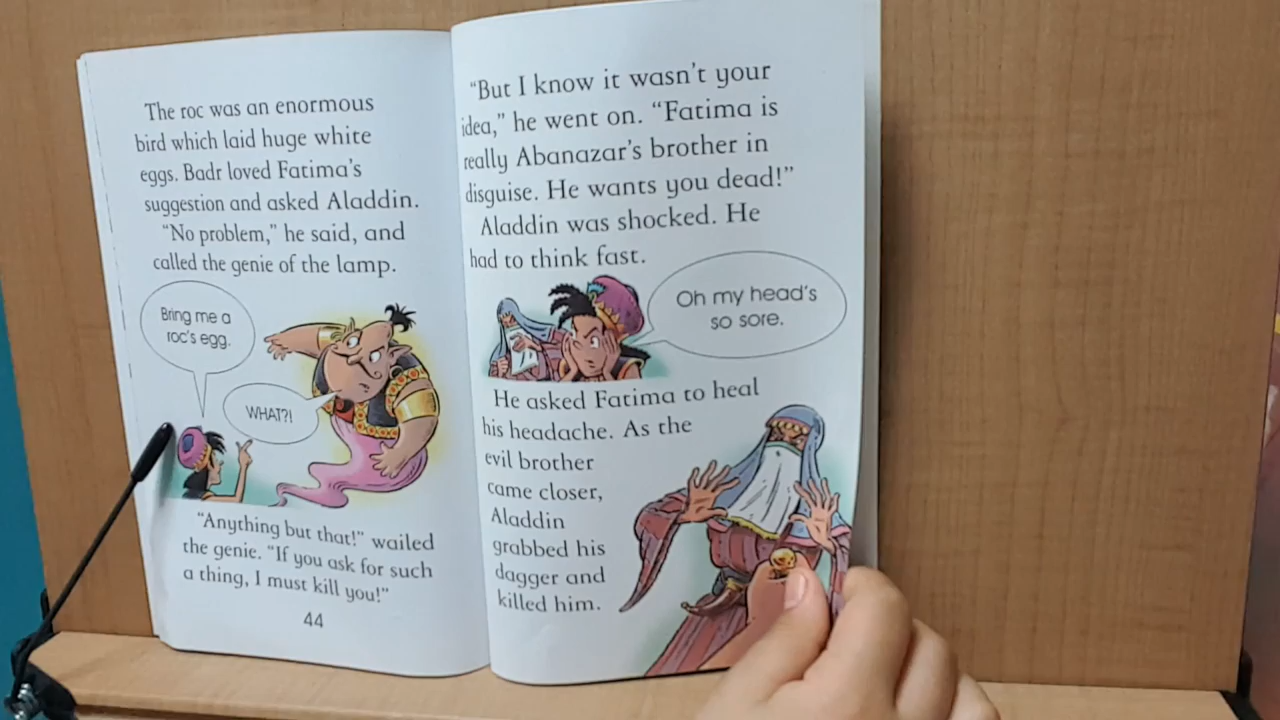 The roc was an enormous
bird which laid huge white
eggs. Badr loved Fatima's
suggestion and asked Aladdin.
"No problem," he said, and
called the genie of the lamp.
Bring me a
roc's egg.
WHAT?!
"Anything but that!" wailed
the genie. "If you ask for such
a thing, I must kill you!"
44
"But I know it wasn't your
idea," he went on. "Fatima is
really Abanazar's brother in
disguise. He wants you dead!"
Aladdin was shocked. He
had to think fast.
Oh my head's
so sore.
He asked Fatima to heal
his headache. As the
evil brother
came closer,
Aladdin
grabbed his
dagger and
killed him.